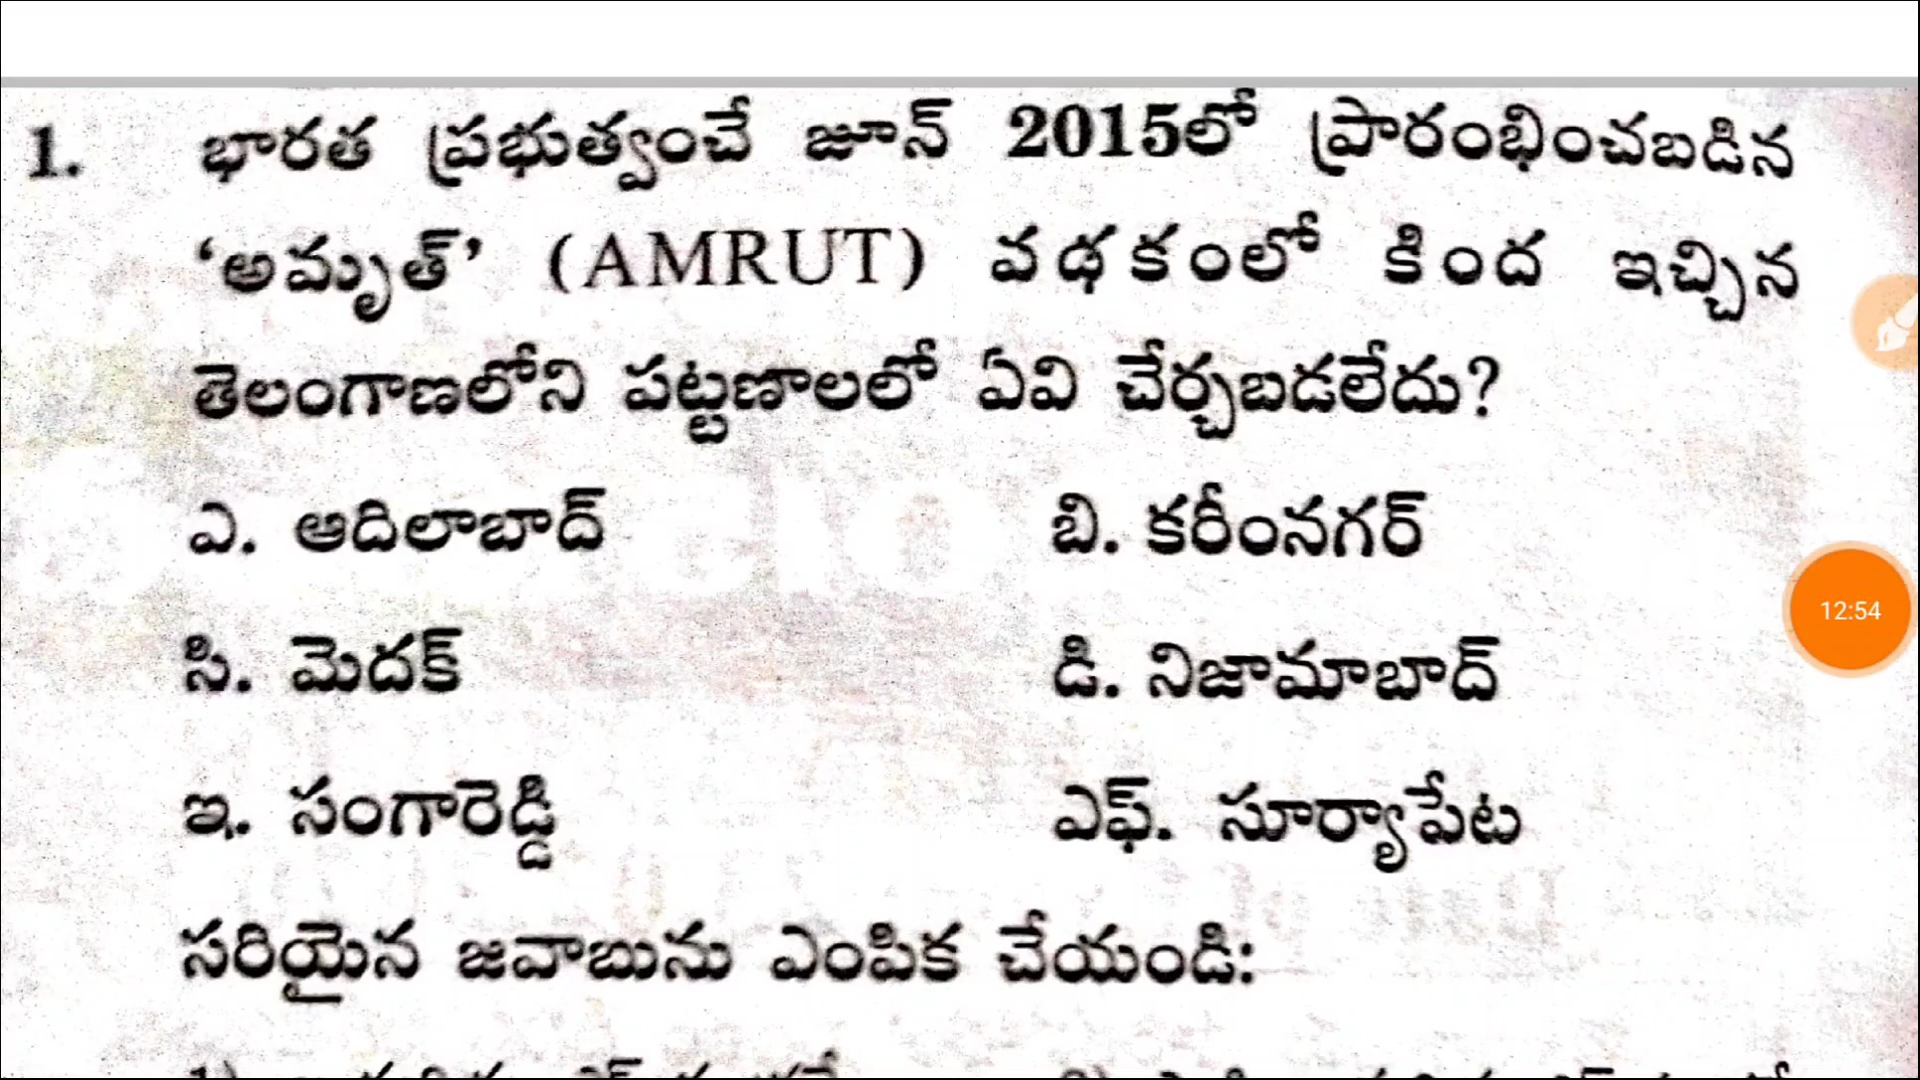 1. భారత ప్రభుత్వంచే జూన్ 2015లో ప్రారంభించబడిన
‘అమృత్’ (AMRUT) వథకంలో కింద ఇచ్చిన
తెలంగాణలోని పట్టణాలలో ఏవి చేర్చబడలేదు?
ఎ. ఆదిలాబాద్ బి. కరీంనగర్
సి. మెదక్ డి. నిజామాబాద్
ఇ. సంగారెడ్డి ఎఫ్. సూర్యాపేట
సరియైన జవాబును ఎంపిక చేయండి:
12:54